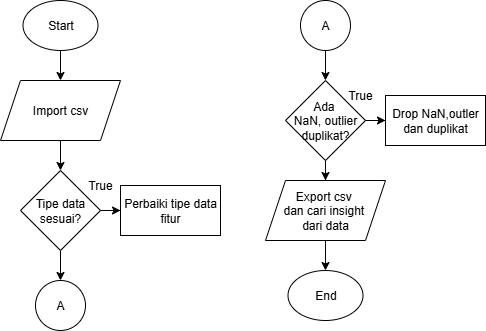 Start
Import csv
True
Tipe data
sesuai?
Perbaiki tipe data
fitur
A
A
True
Ada
NaN, outlier
duplikat?
Drop NaN,outler
dan duplikat
Export csv
dan cari insight
dari data
End